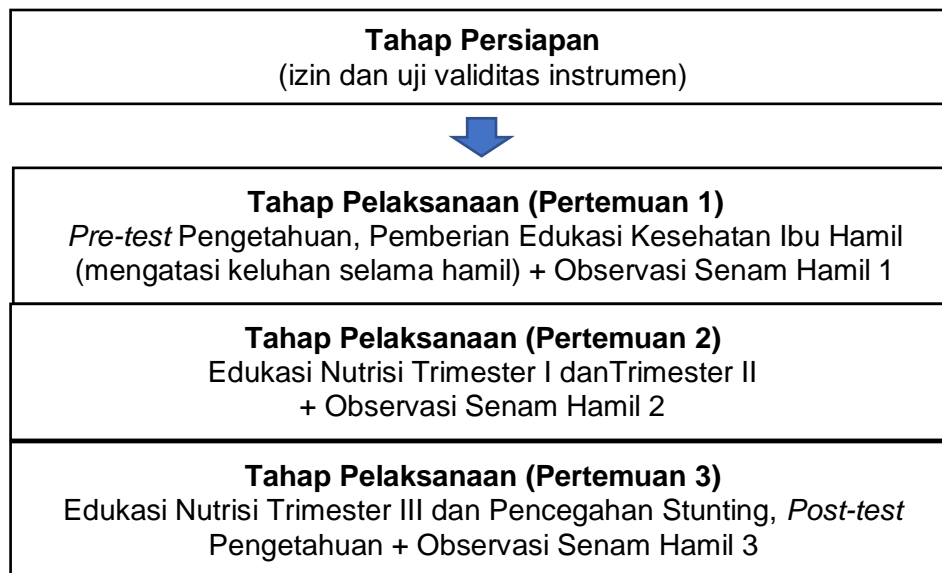 Tahap Persiapan
(izin dan uji validitas instrumen)
Tahap Pelaksanaan (Pertemuan 1)
Pre-test Pengetahuan, Pemberian Edukasi Kesehatan Ibu Hamil
(mengatasi keluhan selama hamil) + Observasi Senam Hamil 1
Tahap Pelaksanaan (Pertemuan 2)
Edukasi Nutrisi Trimester I danTrimester II
+ Observasi Senam Hamil 2
Tahap Pelaksanaan (Pertemuan 3)
Edukasi Nutrisi Trimester III dan Pencegahan Stunting, Post-test
Pengetahuan + Observasi Senam Hamil 3